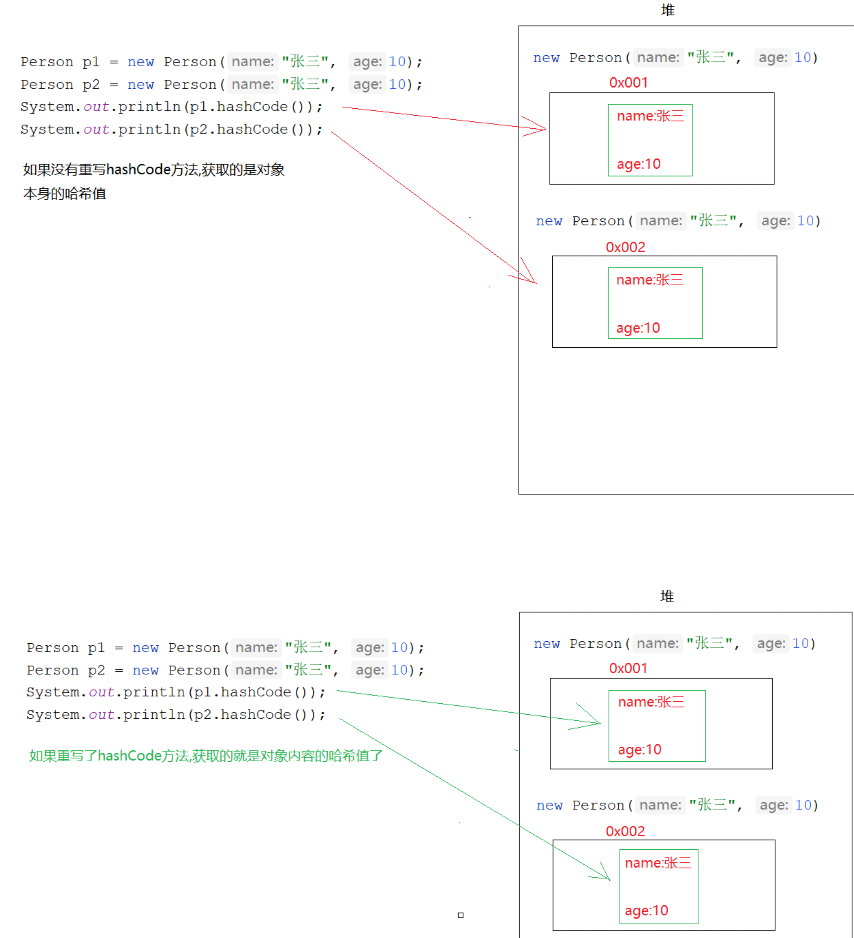 堆
Person p1 = new Person( name: "张三", age: 10);
Person p2 = new Person( name: "张三", age: 10);
System.out.println(p1.hashCode());
System.out.println(p2.hashCode());
如果没有重写hashCode方法,获取的是对象
本身的哈希值
new Person( name: "张三", age: 10)
0x001
name:张三
age:10
new Person( name: "张三", age: 10)
0x002
name:张三
age:10
堆
Person p1 = new Person( name: "张三", age: 10);
Person p2 = new Person( name: "张三", age: 10);
System.out.println(p1.hashCode());
System.out.println(p2.hashCode());
如果重写了hashCode方法,获取的就是对象内容的哈希值了
new Person( name: "张三", age: 10)
0x001
name:张三
age:10
new Person( name: "张三", age: 10)
0x002
name:张三
age:10